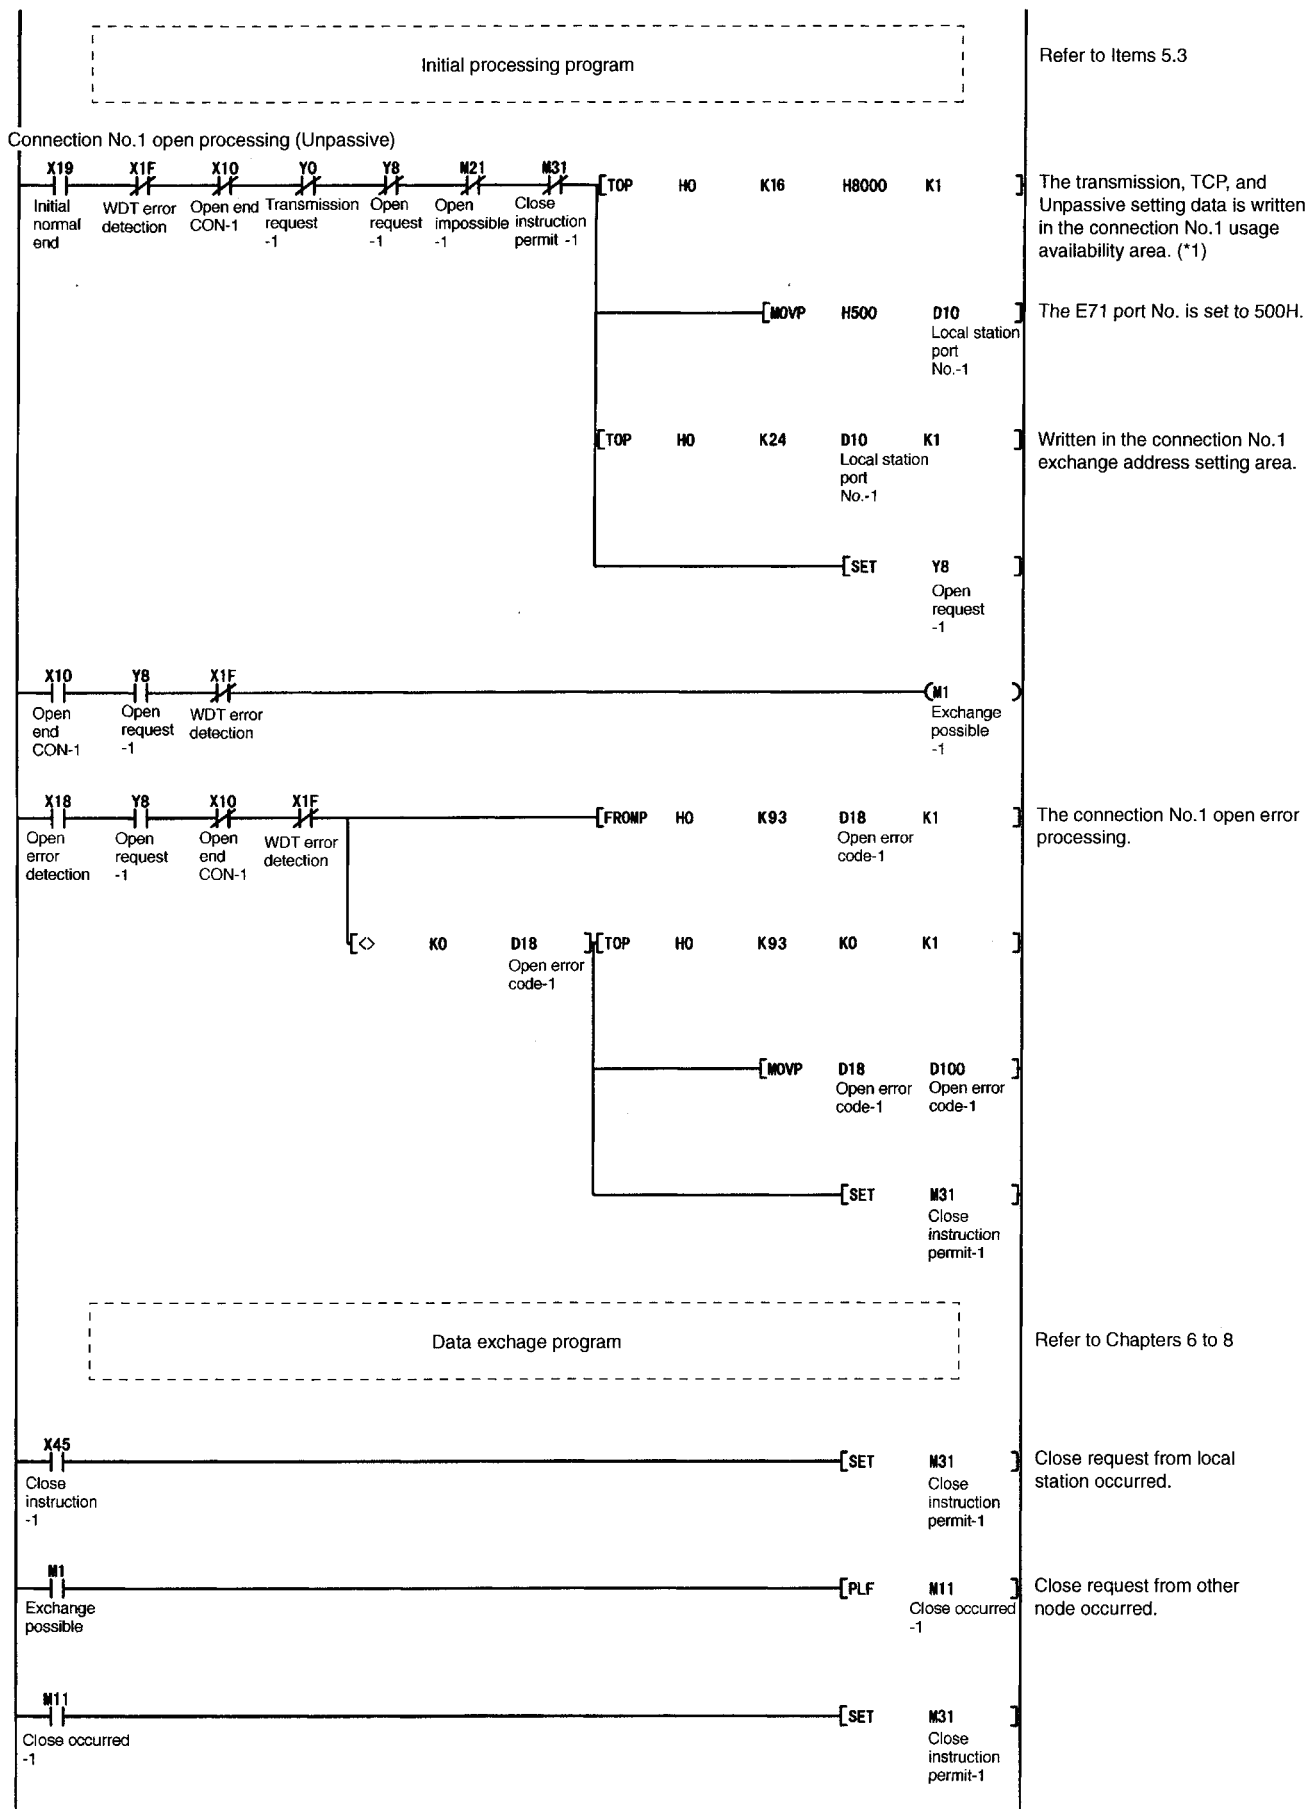 Initial processing program
Refer to Items 5.3
Connection No.1 open processing (Unpassive)
X19 X1F X10 Y0 Y8 M21 M31
[TOP H0 K16 H8000 K1 ]
Initial normal end
WDT error detection
Open end CON-1
Transmission request -1
Open request -1
Open impossible -1
Close instruction permit -1
The transmission, TCP, and
Unpassive setting data is written
in the connection No.1 usage
availability area. (*1)
[MOVP H500 D10 ]
Local station
port
No.-1
The E71 port No. is set to 500H.
[TOP H0 K24 D10 K1 ]
Local station
port
No.-1
Written in the connection No.1
exchange address setting area.
[SET Y8 ]
Open
request
-1
X10 Y8 X1F
(M1 )
Open end CON-1
Open request -1
WDT error detection
Exchange
possible
-1
X18 Y8 X10 X1F
[FROMP H0 K93 D18 K1 ]
Open error detection
Open request -1
Open end CON-1
WDT error detection
Open error
code-1
The connection No.1 open error
processing.
[<> K0 D18 ]
Open error
code-1
[TOP H0 K93 K0 K1 ]
[MOVP D18 D100 ]
Open error code-1
Open error code-1
[SET M31 ]
Close
instruction
permit-1
Data exchage program
Refer to Chapters 6 to 8
X45
[SET M31 ]
Close
instruction
-1
Close
instruction
permit-1
Close request from local
station occurred.
M1
[PLF M11 ]
Exchange
possible
Close occurred
-1
Close request from other
node occurred.
M11
[SET M31 ]
Close occurred
-1
Close
instruction
permit-1